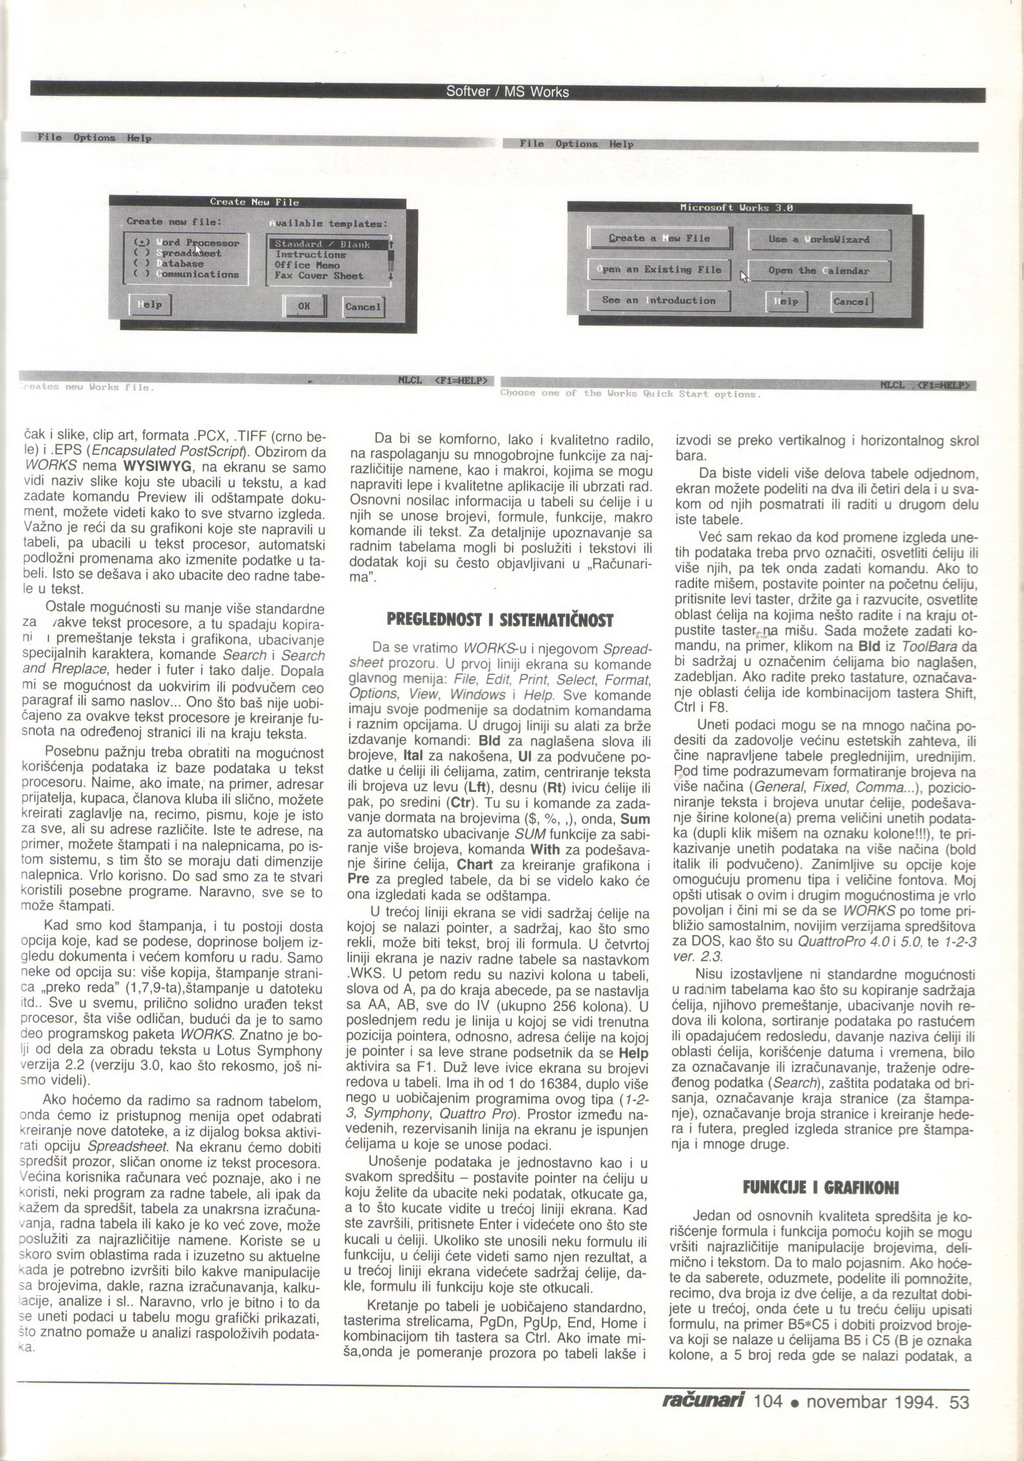 Softver / MS Works
File Options Help
Create New File
Create new file:
Available templates:
Word Processor
Spreadsheet
Database
Communications
Standard / Blank
Instructions
Office Memo
Fax Cover Sheet
Help
OK
Cancel
NLCL <F1=HELP>
Creates new Works file.
File Options Help
Microsoft Works 3.0
Create a New File
Use a WorksWizard
Open an Existing File
Open the Calendar
See an Introduction
Help
Cancel
NLCL <F1=HELP>
Choose one of the Works Quick Start options.
čak i slike, clip art, formata .PCX, .TIFF (crno be-
le) i .EPS (Encapsulated PostScript). Obzirom da
WORKS nema WYSIWYG, na ekranu se samo
vidi naziv slike koju ste ubacili u tekstu, a kad
zadate komandu Preview ili odštampate doku-
ment, možete videti kako to sve stvarno izgleda.
Važno je reći da su grafikoni koje ste napravili u
tabeli, pa ubacili u tekst procesor, automatski
podložni promenama ako izmenite podatke u ta-
beli. Isto se dešava i ako ubacite deo radne tabe-
le u tekst.
Ostale mogućnosti su manje više standardne
za ovakve tekst procesore, a tu spadaju kopira-
nje i premeštanje teksta i grafikona, ubacivanje
specijalnih karaktera, komande Search i Search
and Rreplace, heder i futer i tako dalje. Dopala
mi se mogućnost da uokvirim ili podvučem ceo
paragraf ili samo naslov... Ono što baš nije uobi-
čajeno za ovakve tekst procesore je kreiranje fu-
snota na određenoj stranici ili na kraju teksta.
Posebnu pažnju treba obratiti na mogućnost
korišćenja podataka iz baze podataka u tekst
procesoru. Naime, ako imate, na primer, adresar
prijatelja, kupaca, članova kluba ili slično, možete
kreirati zaglavlje na, recimo, pismu, koje je isto
za sve, ali su adrese različite. Iste te adrese, na
primer, možete štampati i na nalepnicama, po is-
tom sistemu, s tim što se moraju dati dimenzije
nalepnica. Vrlo korisno. Do sad smo za te stvari
koristili posebne programe. Naravno, sve se to
može štampati.
Kad smo kod štampanja, i tu postoji dosta
opcija koje, kad se podese, doprinose boljem iz-
gledu dokumenta i većem komforu u radu. Samo
neke od opcija su: više kopija, štampanje strani-
ca „preko reda” (1,7,9-ta),štampanje u datoteku
itd.. Sve u svemu, prilično solidno urađen tekst
procesor, šta više odličan, budući da je to samo
deo programskog paketa WORKS. Znatno je bo-
lji od dela za obradu teksta u Lotus Symphony
verzija 2.2 (verziju 3.0, kao što rekosmo, još ni-
smo videli).
Ako hoćemo da radimo sa radnom tabelom,
onda ćemo iz pristupnog menija opet odabrati
kreiranje nove datoteke, a iz dijalog boksa aktivi-
rati opciju Spreadsheet. Na ekranu ćemo dobiti
spredšit prozor, sličan onome iz tekst procesora.
Većina korisnika računara već poznaje, ako i ne
koristi, neki program za radne tabele, ali ipak da
kažem da spredšit, tabela za unakrsna izračuna-
vanja, radna tabela ili kako je ko već zove, može
poslužiti za najrazličitije namene. Koriste se u
skoro svim oblastima rada i izuzetno su aktuelne
kada je potrebno izvršiti bilo kakve manipulacije
sa brojevima, dakle, razna izračunavanja, kalku-
lacije, analize i sl.. Naravno, vrlo je bitno i to da
se uneti podaci u tabelu mogu grafički prikazati,
što znatno pomaže u analizi raspoloživih podata-
ka.
Da bi se komforno, lako i kvalitetno radilo,
na raspolaganju su mnogobrojne funkcije za naj-
različitije namene, kao i makroi, kojima se mogu
napraviti lepe i kvalitetne aplikacije ili ubrzati rad.
Osnovni nosilac informacija u tabeli su ćelije i u
njih se unose brojevi, formule, funkcije, makro
komande ili tekst. Za detaljnije upoznavanje sa
radnim tabelama mogli bi poslužiti i tekstovi ili
dodatak koji su često objavljivani u „Računari-
ma”.
PREGLEDNOST I SISTEMATIČNOST
Da se vratimo WORKS-u i njegovom Spread-
sheet prozoru. U prvoj liniji ekrana su komande
glavnog menija: File, Edit, Print, Select, Format,
Options, View, Windows i Help. Sve komande
imaju svoje podmenije sa dodatnim komandama
i raznim opcijama. U drugoj liniji su alati za brže
izdavanje komandi: Bld za naglašena slova ili
brojeve, Ital za nakošena, Ul za podvučene po-
datke u ćeliji ili ćelijama, zatim, centriranje teksta
ili brojeva uz levu (Lft), desnu (Rt) ivicu ćelije ili
pak, po sredini (Ctr). Tu su i komande za zada-
vanje dormata na brojevima ($, %, ,), onda, Sum
za automatsko ubacivanje SUM funkcije za sabi-
ranje više brojeva, komanda With za podešava-
nje širine ćelija, Chart za kreiranje grafikona i
Pre za pregled tabele, da bi se videlo kako će
ona izgledati kada se odštampa.
U trećoj liniji ekrana se vidi sadržaj ćelije na
kojoj se nalazi pointer, a sadržaj, kao što smo
rekli, može biti tekst, broj ili formula. U četvrtoj
liniji ekrana je naziv radne tabele sa nastavkom
.WKS. U petom redu su nazivi kolona u tabeli,
slova od A, pa do kraja abecede, pa se nastavlja
sa AA, AB, sve do IV (ukupno 256 kolona). U
poslednjem redu je linija u kojoj se vidi trenutna
pozicija pointera, odnosno, adresa ćelije na kojoj
je pointer i sa leve strane podsetnik da se Help
aktivira sa F1. Duž leve ivice ekrana su brojevi
redova u tabeli. Ima ih od 1 do 16384, duplo više
nego u uobičajenim programima ovog tipa (1-2-
3, Symphony, Quattro Pro). Prostor između na-
vedenih, rezervisanih linija na ekranu je ispunjen
ćelijama u koje se unose podaci.
Unošenje podataka je jednostavno kao i u
svakom spredšitu – postavite pointer na ćeliju u
koju želite da ubacite neki podatak, otkucate ga,
a to što kucate vidite u trećoj liniji ekrana. Kad
ste završili, pritisnete Enter i videćete ono što ste
kucali u ćeliji. Ukoliko ste unosili neku formulu ili
funkciju, u ćeliji ćete videti samo njen rezultat, a
u trećoj liniji ekrana videćete sadržaj ćelije, da-
kle, formulu ili funkciju koje ste otkucali.
Kretanje po tabeli je uobičajeno standardno,
tasterima strelicama, PgDn, PgUp, End, Home i
kombinacijom tih tastera sa Ctrl. Ako imate mi-
ša,onda je pomeranje prozora po tabeli lakše i
izvodi se preko vertikalnog i horizontalnog skrol
bara.
Da biste videli više delova tabele odjednom,
ekran možete podeliti na dva ili četiri dela i u sva-
kom od njih posmatrati ili raditi u drugom delu
iste tabele.
Već sam rekao da kod promene izgleda une-
tih podataka treba prvo označiti, osvetliti ćeliju ili
više njih, pa tek onda zadati komandu. Ako to
radite mišem, postavite pointer na početnu ćeliju,
pritisnite levi taster, držite ga i razvucite, osvetlite
oblast ćelija na kojima nešto radite i na kraju ot-
pustite taster na mišu. Sada možete zadati ko-
mandu, na primer, klikom na Bld iz ToolBara da
bi sadržaj u označenim ćelijama bio naglašen,
zadebljan. Ako radite preko tastature, označava-
nje oblasti ćelija ide kombinacijom tastera Shift,
Ctrl i F8.
Uneti podaci mogu se na mnogo načina po-
desiti da zadovolje većinu estetskih zahteva, ili
čine napravljene tabele preglednijim, urednijim.
Pod time podrazumevam formatiranje brojeva na
više načina (General, Fixed, Comma...), pozicio-
niranje teksta i brojeva unutar ćelije, podešava-
nje širine kolone(a) prema veličini unetih podata-
ka (dupli klik mišem na oznaku kolone!!!), te pri-
kazivanje unetih podataka na više načina (bold
italik ili podvučeno). Zanimljive su opcije koje
omogućuju promenu tipa i veličine fontova. Moj
opšti utisak o ovim i drugim mogućnostima je vrlo
povoljan i čini mi se da se WORKS po tome pri-
bližio samostalnim, novijim verzijama spredšitova
za DOS, kao što su QuattroPro 4.0 i 5.0, te 1-2-3
ver. 2.3.
Nisu izostavljene ni standardne mogućnosti
u radnim tabelama kao što su kopiranje sadržaja
ćelija, njihovo premeštanje, ubacivanje novih re-
dova ili kolona, sortiranje podataka po rastućem
ili opadajućem redosledu, davanje naziva ćeliji ili
oblasti ćelija, korišćenje datuma i vremena, bilo
za označavanje ili izračunavanje, traženje odre-
đenog podatka (Search), zaštita podataka od bri-
sanja, označavanje kraja stranice (za štampa-
nje), označavanje broja stranice i kreiranje hede-
ra i futera, pregled izgleda stranice pre štampa-
nja i mnoge druge.
FUNKCIJE I GRAFIKONI
Jedan od osnovnih kvaliteta spredšita je ko-
rišćenje formula i funkcija pomoću kojih se mogu
vršiti najrazličitije manipulacije brojevima, deli-
mično i tekstom. Da to malo pojasnim. Ako hoće-
te da saberete, oduzmete, podelite ili pomnožite,
recimo, dva broja iz dve ćelije, a da rezultat dobi-
jete u trećoj, onda ćete u tu treću ćeliju upisati
formulu, na primer B5*C5 i dobiti proizvod broje-
va koji se nalaze u ćelijama B5 i C5 (B je oznaka
kolone, a 5 broj reda gde se nalazi podatak, a
računari 104 • novembar 1994. 53